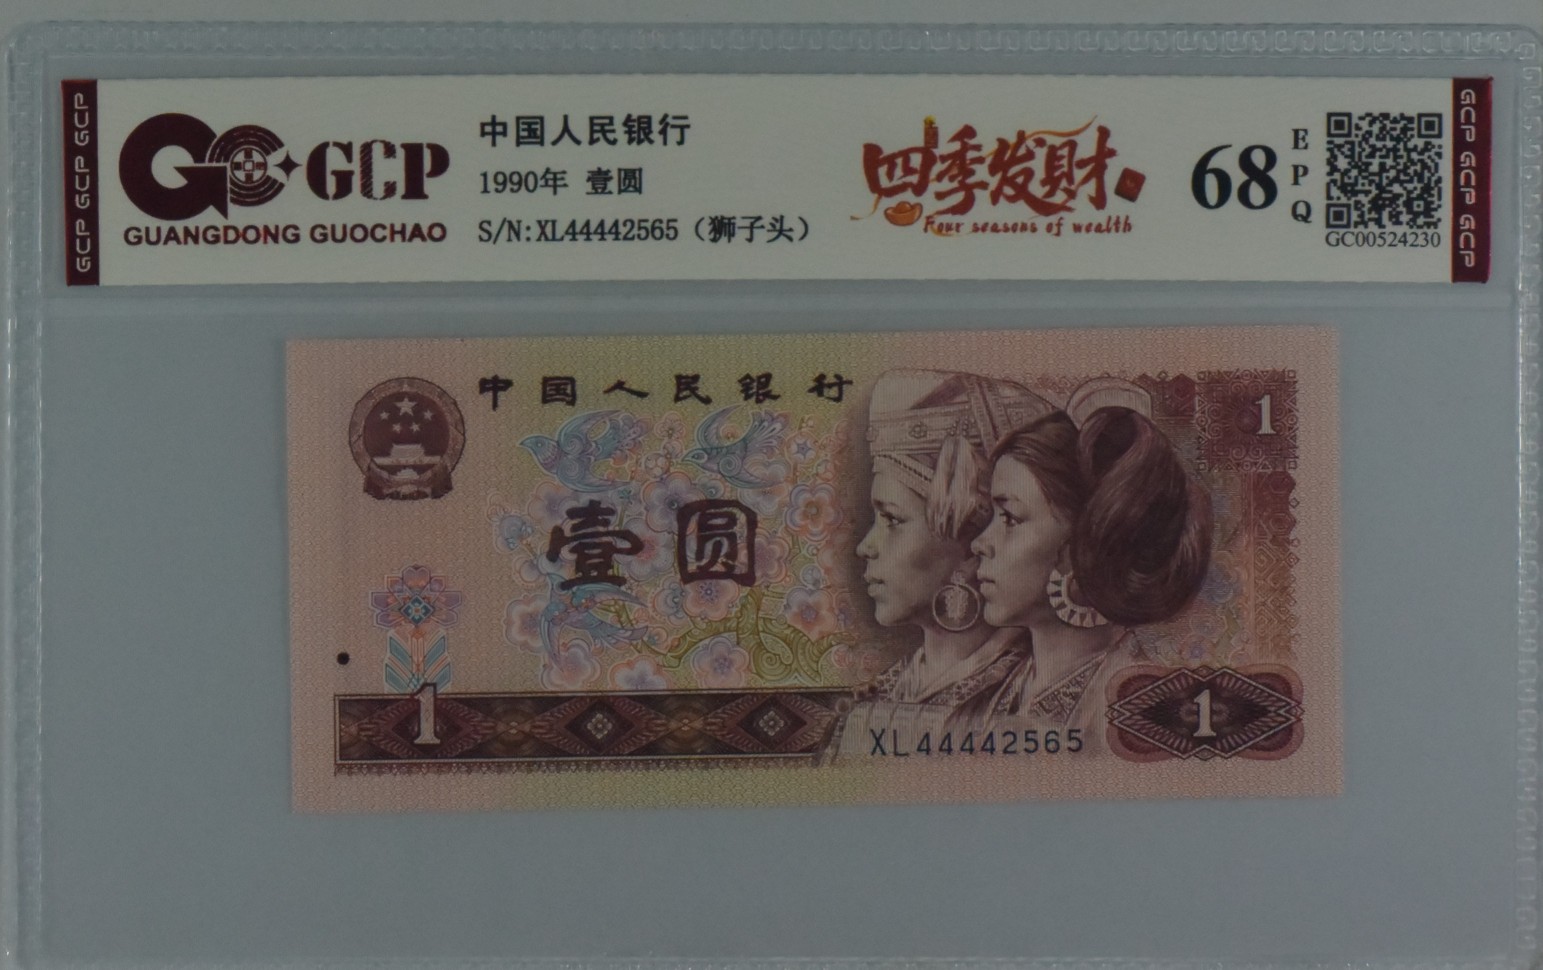 GCP GCP GCP
GCP
GUANGDONG GUOCHAO
中国人民银行
1990年 壹圆
S/N:XL44442565（狮子头）
四季发财
Four seasons of wealth
68
EPQ
GC00524230
GCP GCP GCP
中国人民银行
1
壹圆
1
XL44442565
1